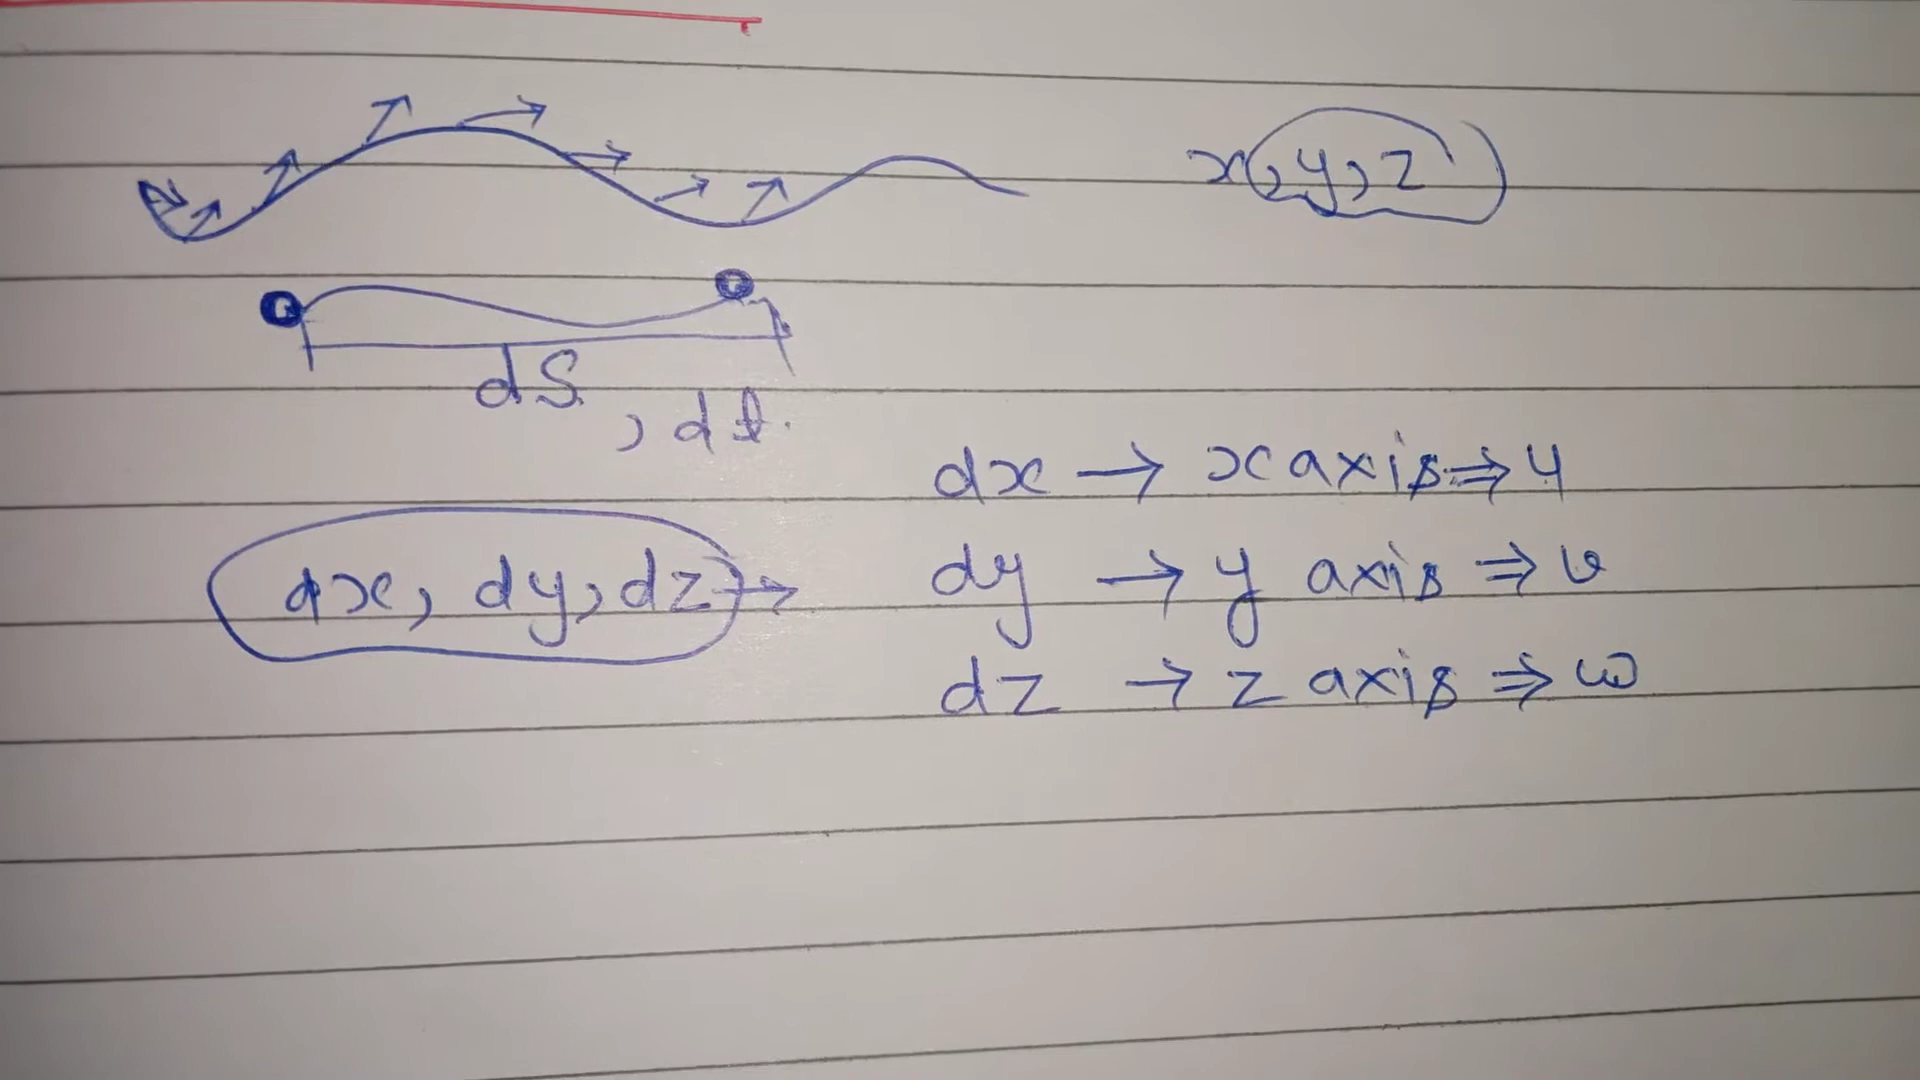 x, y, z
dS, dt.
dx → x axis ⇒ u
dx, dy, dz → dy → y axis ⇒ v
dz → z axis ⇒ w